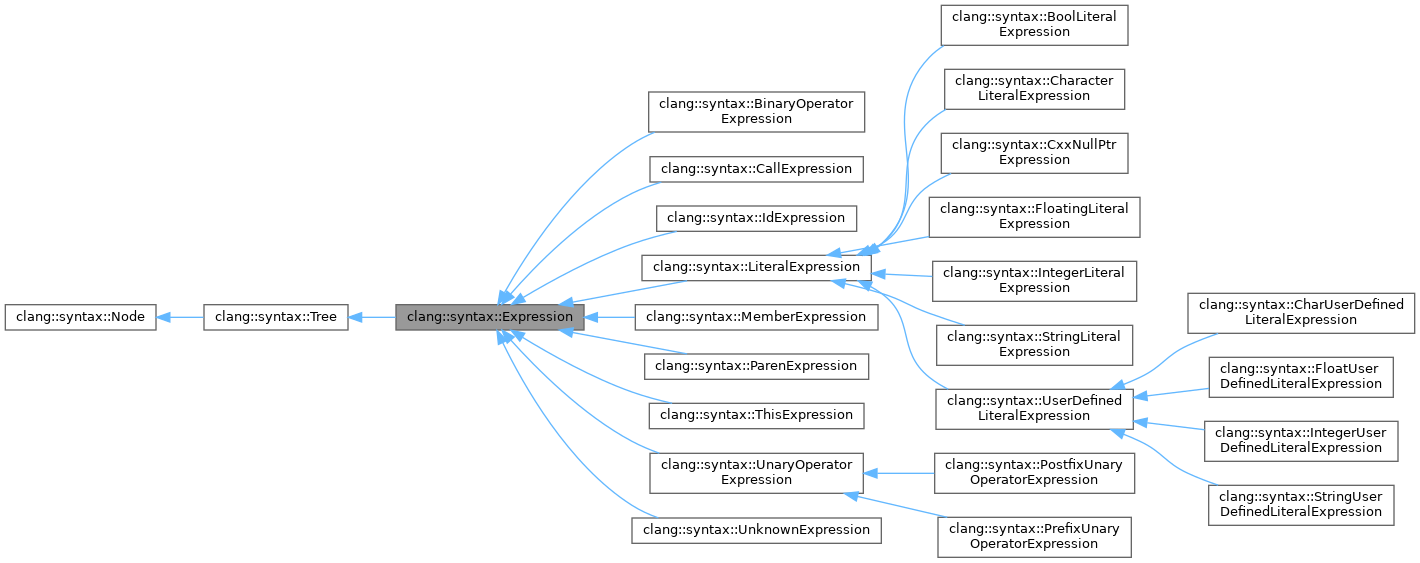 clang::syntax::Node
clang::syntax::Tree
clang::syntax::Expression
clang::syntax::BinaryOperator
Expression
clang::syntax::CallExpression
clang::syntax::IdExpression
clang::syntax::LiteralExpression
clang::syntax::MemberExpression
clang::syntax::ParenExpression
clang::syntax::ThisExpression
clang::syntax::UnaryOperator
Expression
clang::syntax::UnknownExpression
clang::syntax::BoolLiteral
Expression
clang::syntax::Character
LiteralExpression
clang::syntax::CxxNullPtr
Expression
clang::syntax::FloatingLiteral
Expression
clang::syntax::IntegerLiteral
Expression
clang::syntax::StringLiteral
Expression
clang::syntax::UserDefined
LiteralExpression
clang::syntax::PostfixUnary
OperatorExpression
clang::syntax::PrefixUnary
OperatorExpression
clang::syntax::CharUserDefined
LiteralExpression
clang::syntax::FloatUser
DefinedLiteralExpression
clang::syntax::IntegerUser
DefinedLiteralExpression
clang::syntax::StringUser
DefinedLiteralExpression